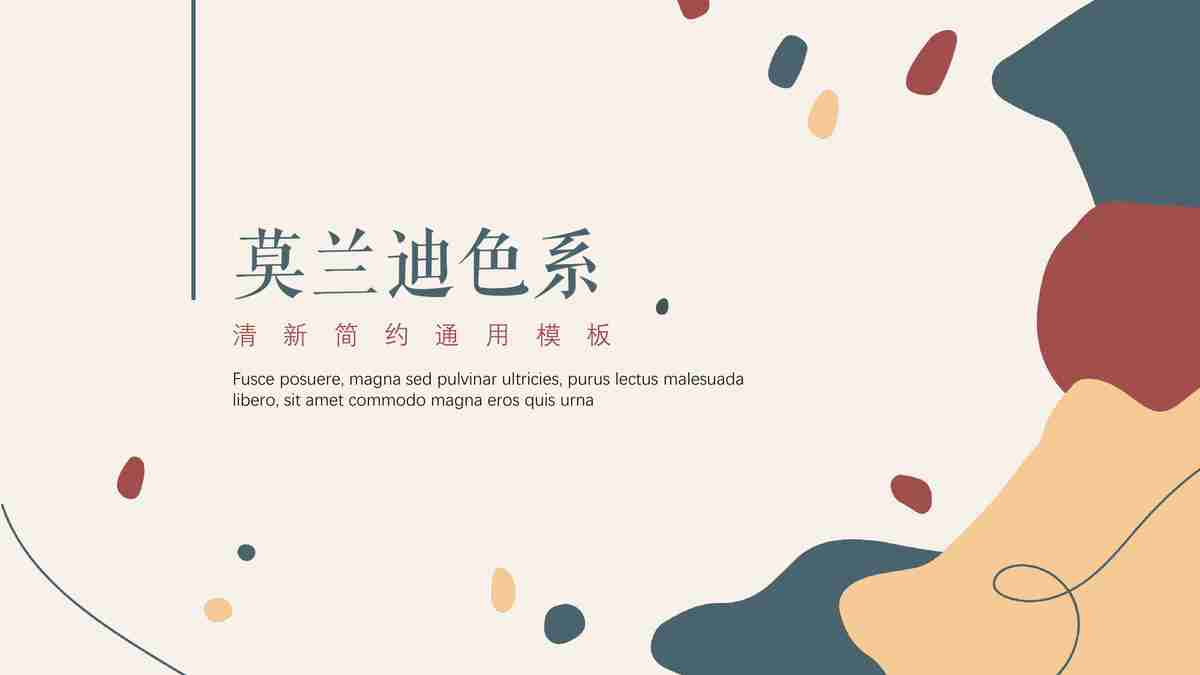 莫兰迪色系
清新简约通用模板
Fusce posuere, magna sed pulvinar ultricies, purus lectus malesuada
libero, sit amet commodo magna eros quis urna